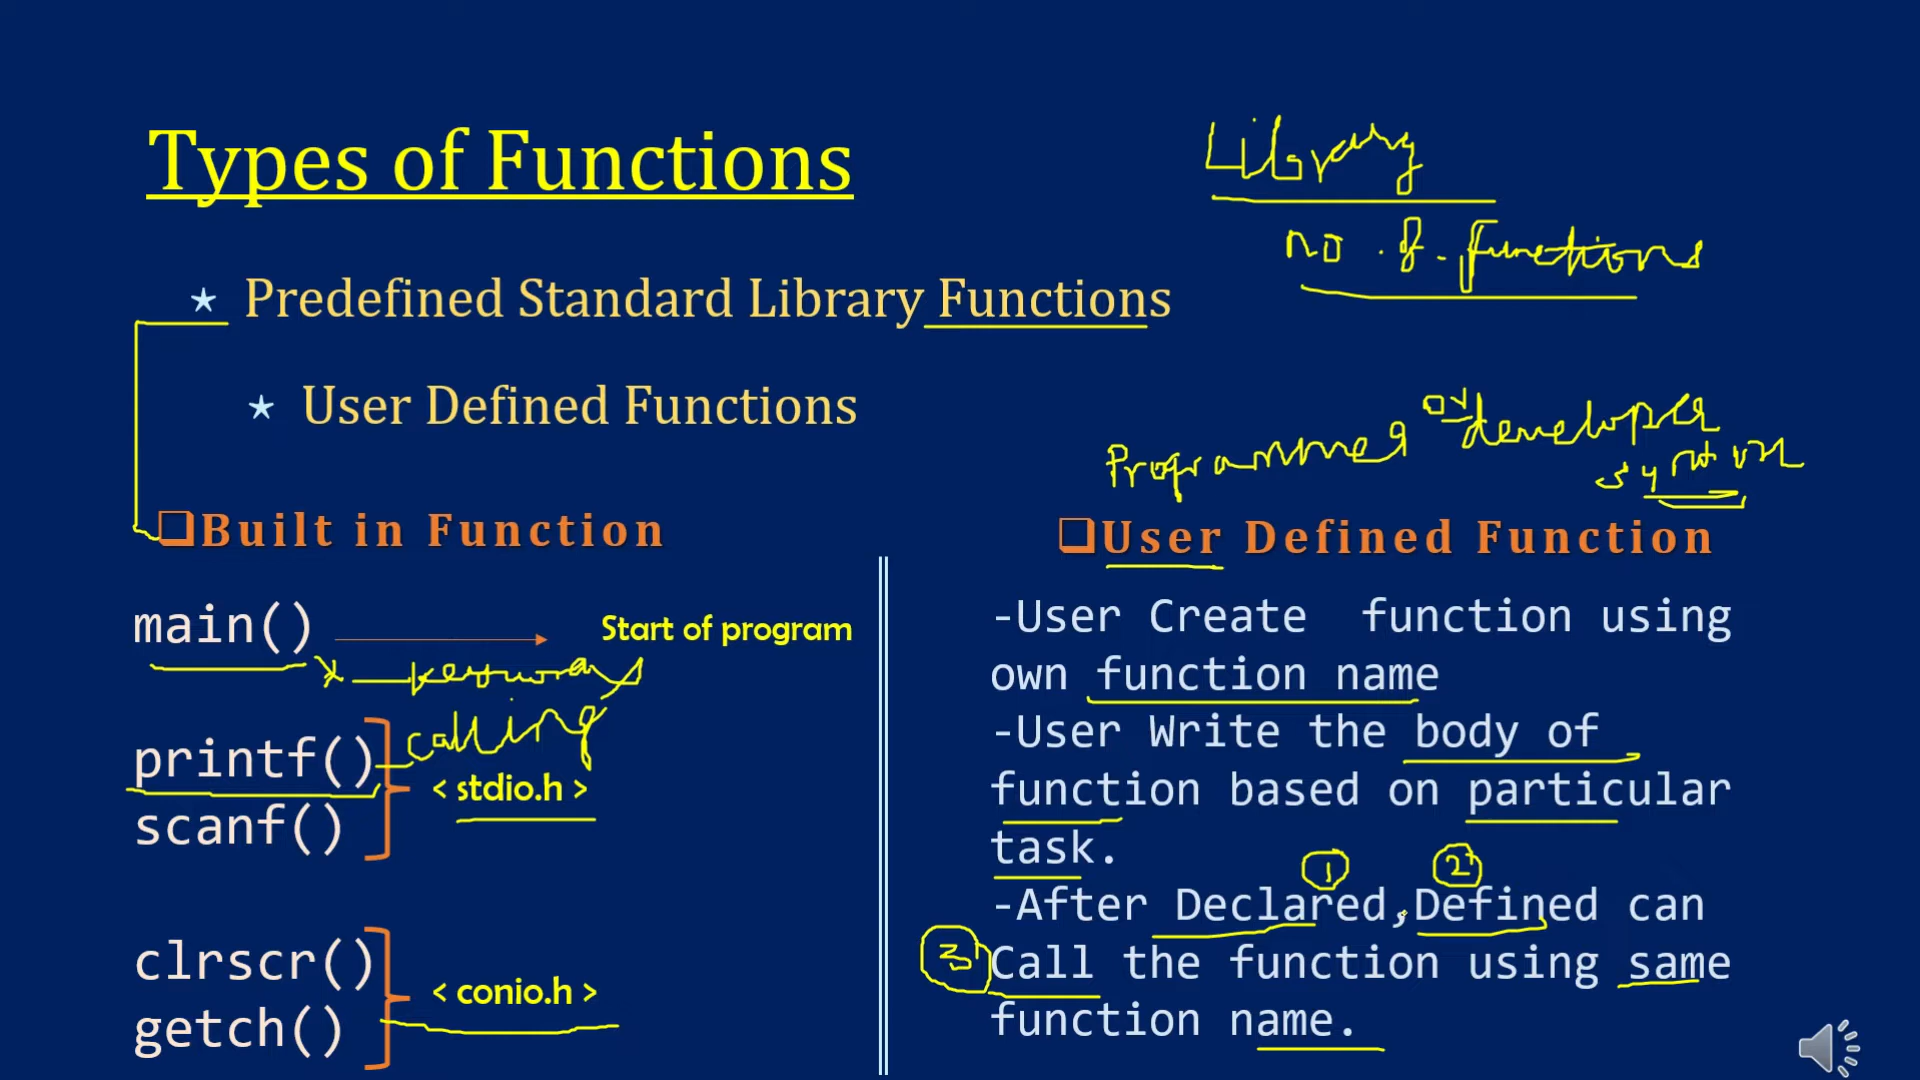 Types of Functions
Library
no. of. functions
* Predefined Standard Library Functions
* User Defined Functions
Programmer or developer
syntax
❑Built in Function
main() Start of program
x keyword
calling
printf()
scanf()
< stdio.h >
clrscr()
getch()
< conio.h >
❑User Defined Function
-User Create function using
own function name
-User Write the body of
function based on particular
task.
1 2
-After Declared,Defined can
3 Call the function using same
function name.